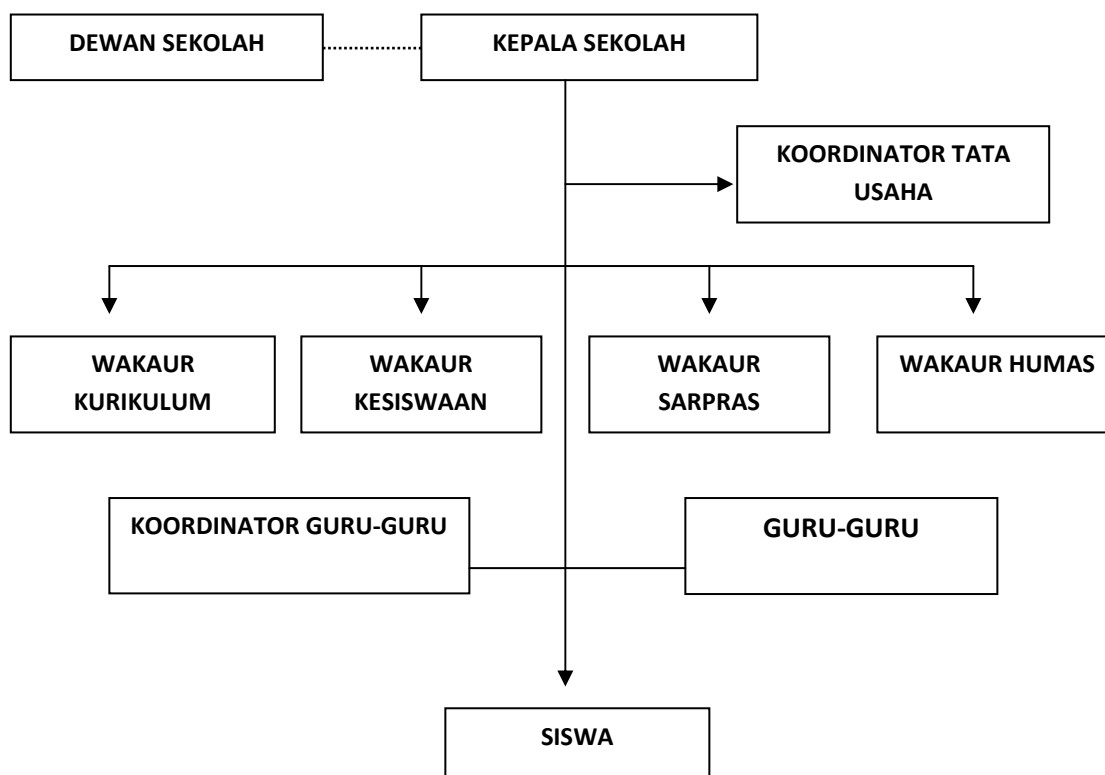 DEWAN SEKOLAH
KEPALA SEKOLAH
KOORDINATOR TATA
USAHA
WAKAUR
KURIKULUM
WAKAUR
KESISWAAN
WAKAUR
SARPRAS
WAKAUR HUMAS
KOORDINATOR GURU-GURU
GURU-GURU
SISWA